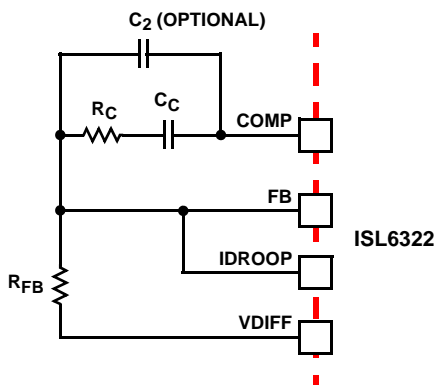 C2 (OPTIONAL)
RC
CC
COMP
FB
ISL6322
IDROOP
RFB
VDIFF